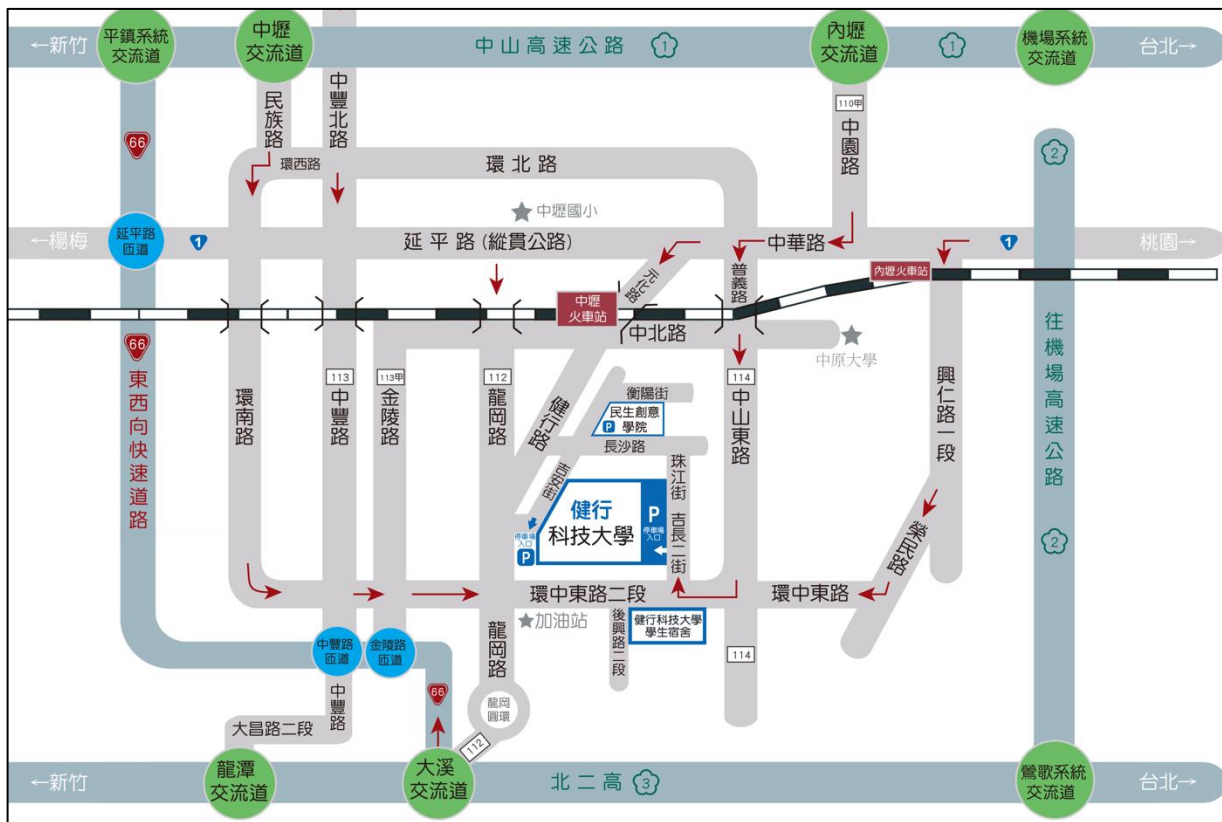 ←新竹
平鎮系統
交流道
中壢
交流道
中山高速公路
1
內壢
交流道
1
機場系統
交流道
台北→
中豐北路
民族路
110甲
中園路
66
2
環西路
環北路
中壢國小
←楊梅
延平路
匝道
1
延平路(縱貫公路)
中華路
1
桃園→
元化路
普義路
內壢火車站
中壢
火車站
中北路
中原大學
66
東西向快速道路
環南路
113
中豐路
113甲
金陵路
112
龍岡路
健行路
衡陽街
民生創意
學院
P
長沙路
114
中山東路
興仁路一段
往機場高速公路
吉安街
珠江街
吉長二街
健行
科技大學
P
停車場
入口
停車場
入口
P
榮民路
2
環中東路二段
環中東路
加油站
後興路二段
健行科技大學
學生宿舍
龍岡路
中豐路
匝道
金陵路
匝道
114
中豐路
66
龍岡
圓環
大昌路二段
112
←新竹
龍潭
交流道
大溪
交流道
北二高
3
鶯歌系統
交流道
台北→